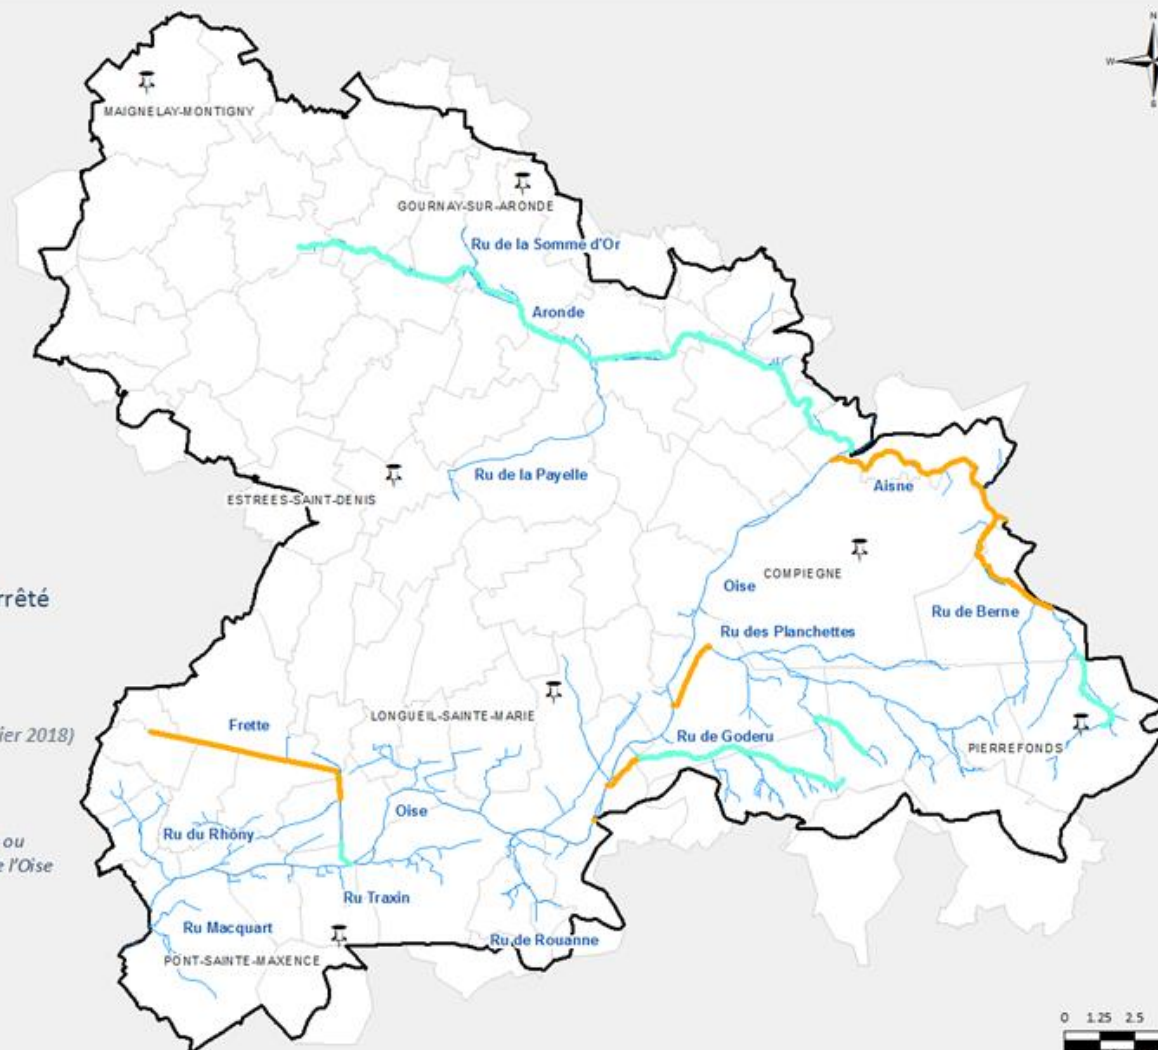 N
W
S
MAIGNELAY-MONTIGNY
GOURNAY-SUR-ARONDE
Ru de la Somme d'Or
Aronde
Ru de la Payelle
ESTREES-SAINT-DENIS
Aisne
COMPIEGNE
Oise
rrêté
Ru de Berne
Ru des Planchettes
LONGUEIL-SAINTE-MARIE
Frette
ier 2018)
Ru de Goderu
PIERREFONDS
Oise
Ru du Rhôny
ou
e l'Oise
Ru Traxin
Ru Macquart
Ru de Rouanne
PONT-SAINTE-MAXENCE
0 1.25 2.5